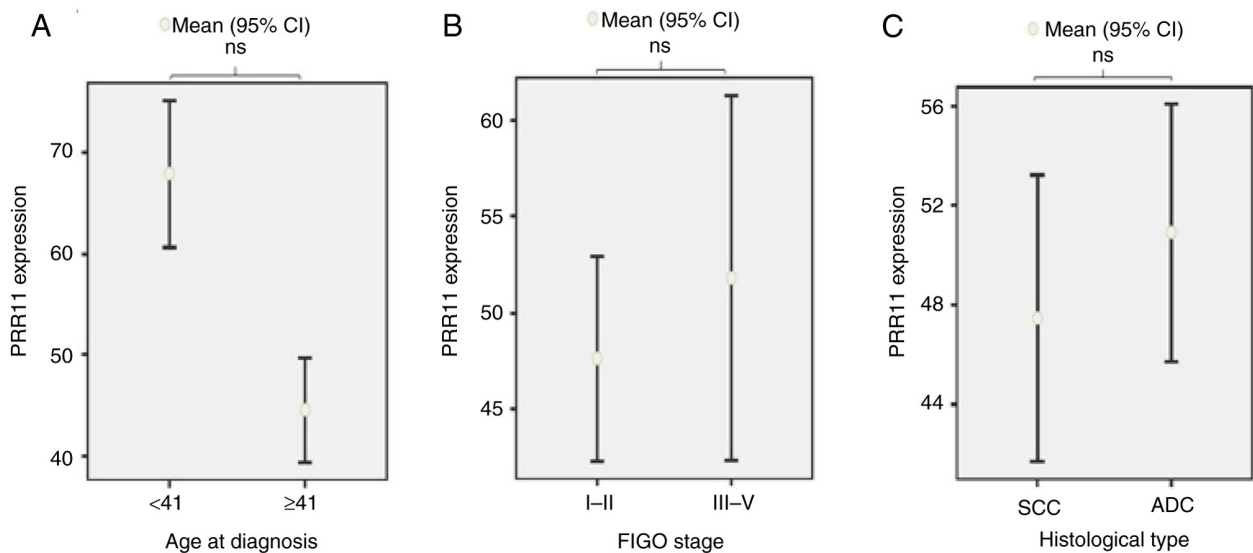 A
Mean (95% CI)
ns
PRR11 expression
70
60
50
40
<41
≥41
Age at diagnosis
B
Mean (95% CI)
ns
PRR11 expression
60
55
50
45
I–II
III–V
FIGO stage
C
Mean (95% CI)
ns
PRR11 expression
56
52
48
44
SCC
ADC
Histological type